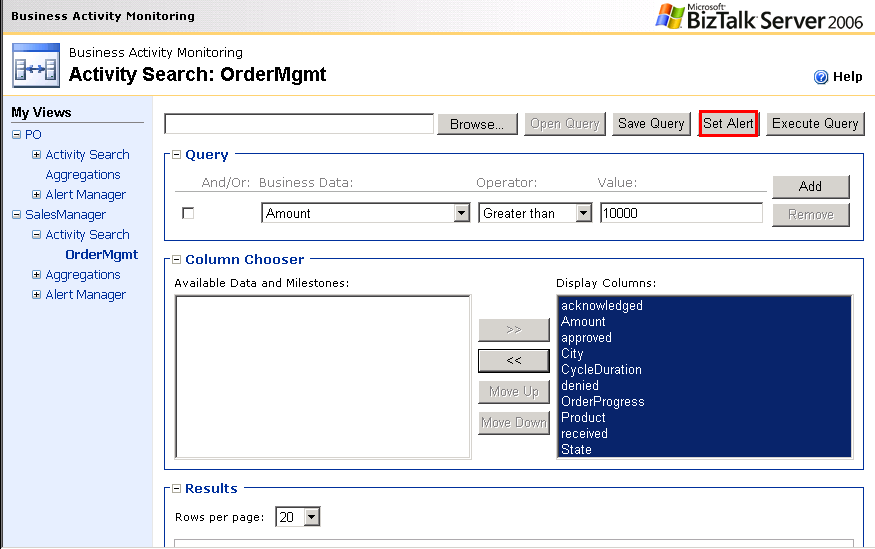 Business Activity Monitoring
Microsoft
BizTalk Server 2006
Business Activity Monitoring
Activity Search: OrderMgmt
? Help
My Views
PO
Activity Search
Aggregations
Alert Manager
SalesManager
Activity Search
OrderMgmt
Aggregations
Alert Manager
Browse... Open Query Save Query Set Alert Execute Query
Query
And/Or: Business Data: Operator: Value: Add
Amount Greater than 10000 Remove
Column Chooser
Available Data and Milestones:
>>
<<
Move Up
Move Down
Display Columns:
acknowledged
Amount
approved
City
CycleDuration
denied
OrderProgress
Product
received
State
Results
Rows per page: 20